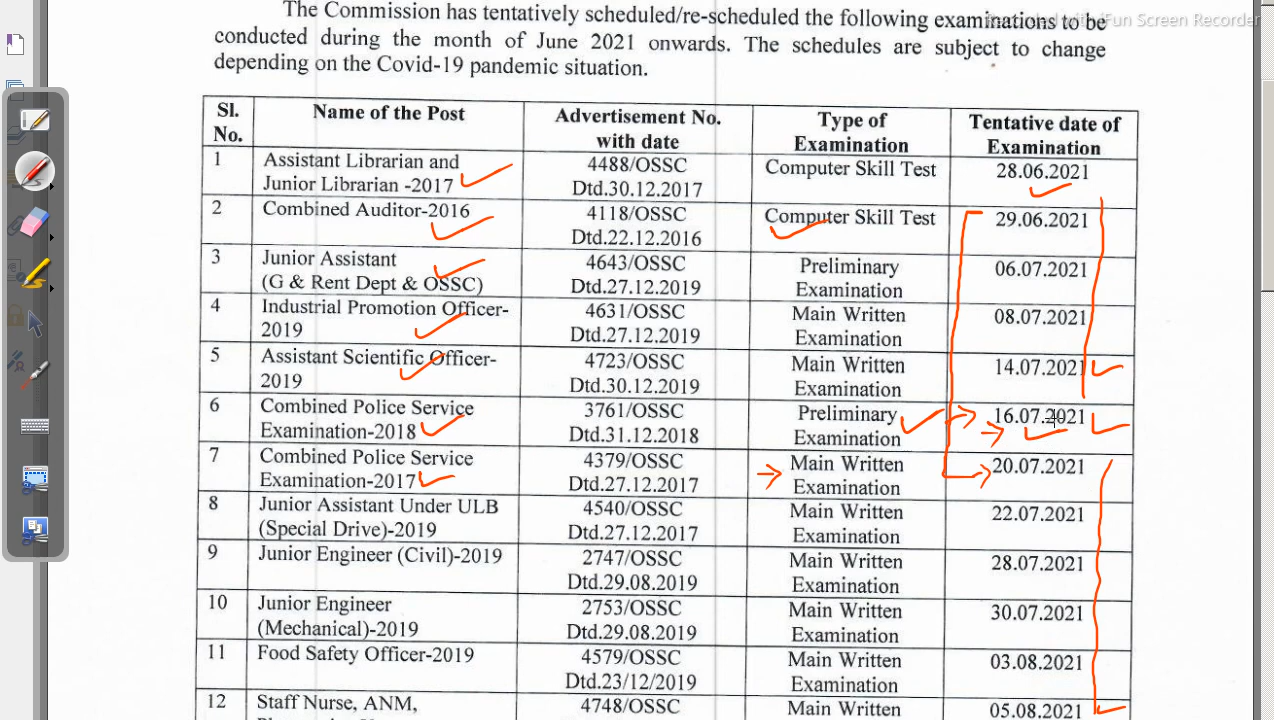 The Commission has tentatively scheduled/re-scheduled the following examinations to be
conducted during the month of June 2021 onwards. The schedules are subject to change
depending on the Covid-19 pandemic situation.
Recorded with iFun Screen Recorder
Sl. No. Name of the Post Advertisement No. with date Type of Examination Tentative date of Examination
1 Assistant Librarian and 4488/OSSC Computer Skill Test 28.06.2021
Junior Librarian -2017 Dtd.30.12.2017
2 Combined Auditor-2016 4118/OSSC Computer Skill Test 29.06.2021
Dtd.22.12.2016
3 Junior Assistant 4643/OSSC Preliminary 06.07.2021
(G & Rent Dept & OSSC) Dtd.27.12.2019 Examination
4 Industrial Promotion Officer- 4631/OSSC Main Written 08.07.2021
2019 Dtd.27.12.2019 Examination
5 Assistant Scientific Officer- 4723/OSSC Main Written 14.07.2021
2019 Dtd.30.12.2019 Examination
6 Combined Police Service 3761/OSSC Preliminary 16.07.2021
Examination-2018 Dtd.31.12.2018 Examination
7 Combined Police Service 4379/OSSC Main Written 20.07.2021
Examination-2017 Dtd.27.12.2017 Examination
8 Junior Assistant Under ULB 4540/OSSC Main Written 22.07.2021
(Special Drive)-2019 Dtd.27.12.2017 Examination
9 Junior Engineer (Civil)-2019 2747/OSSC Main Written 28.07.2021
Dtd.29.08.2019 Examination
10 Junior Engineer 2753/OSSC Main Written 30.07.2021
(Mechanical)-2019 Dtd.29.08.2019 Examination
11 Food Safety Officer-2019 4579/OSSC Main Written 03.08.2021
Dtd.23/12/2019 Examination
12 Staff Nurse, ANM, 4748/OSSC Main Written 05.08.2021